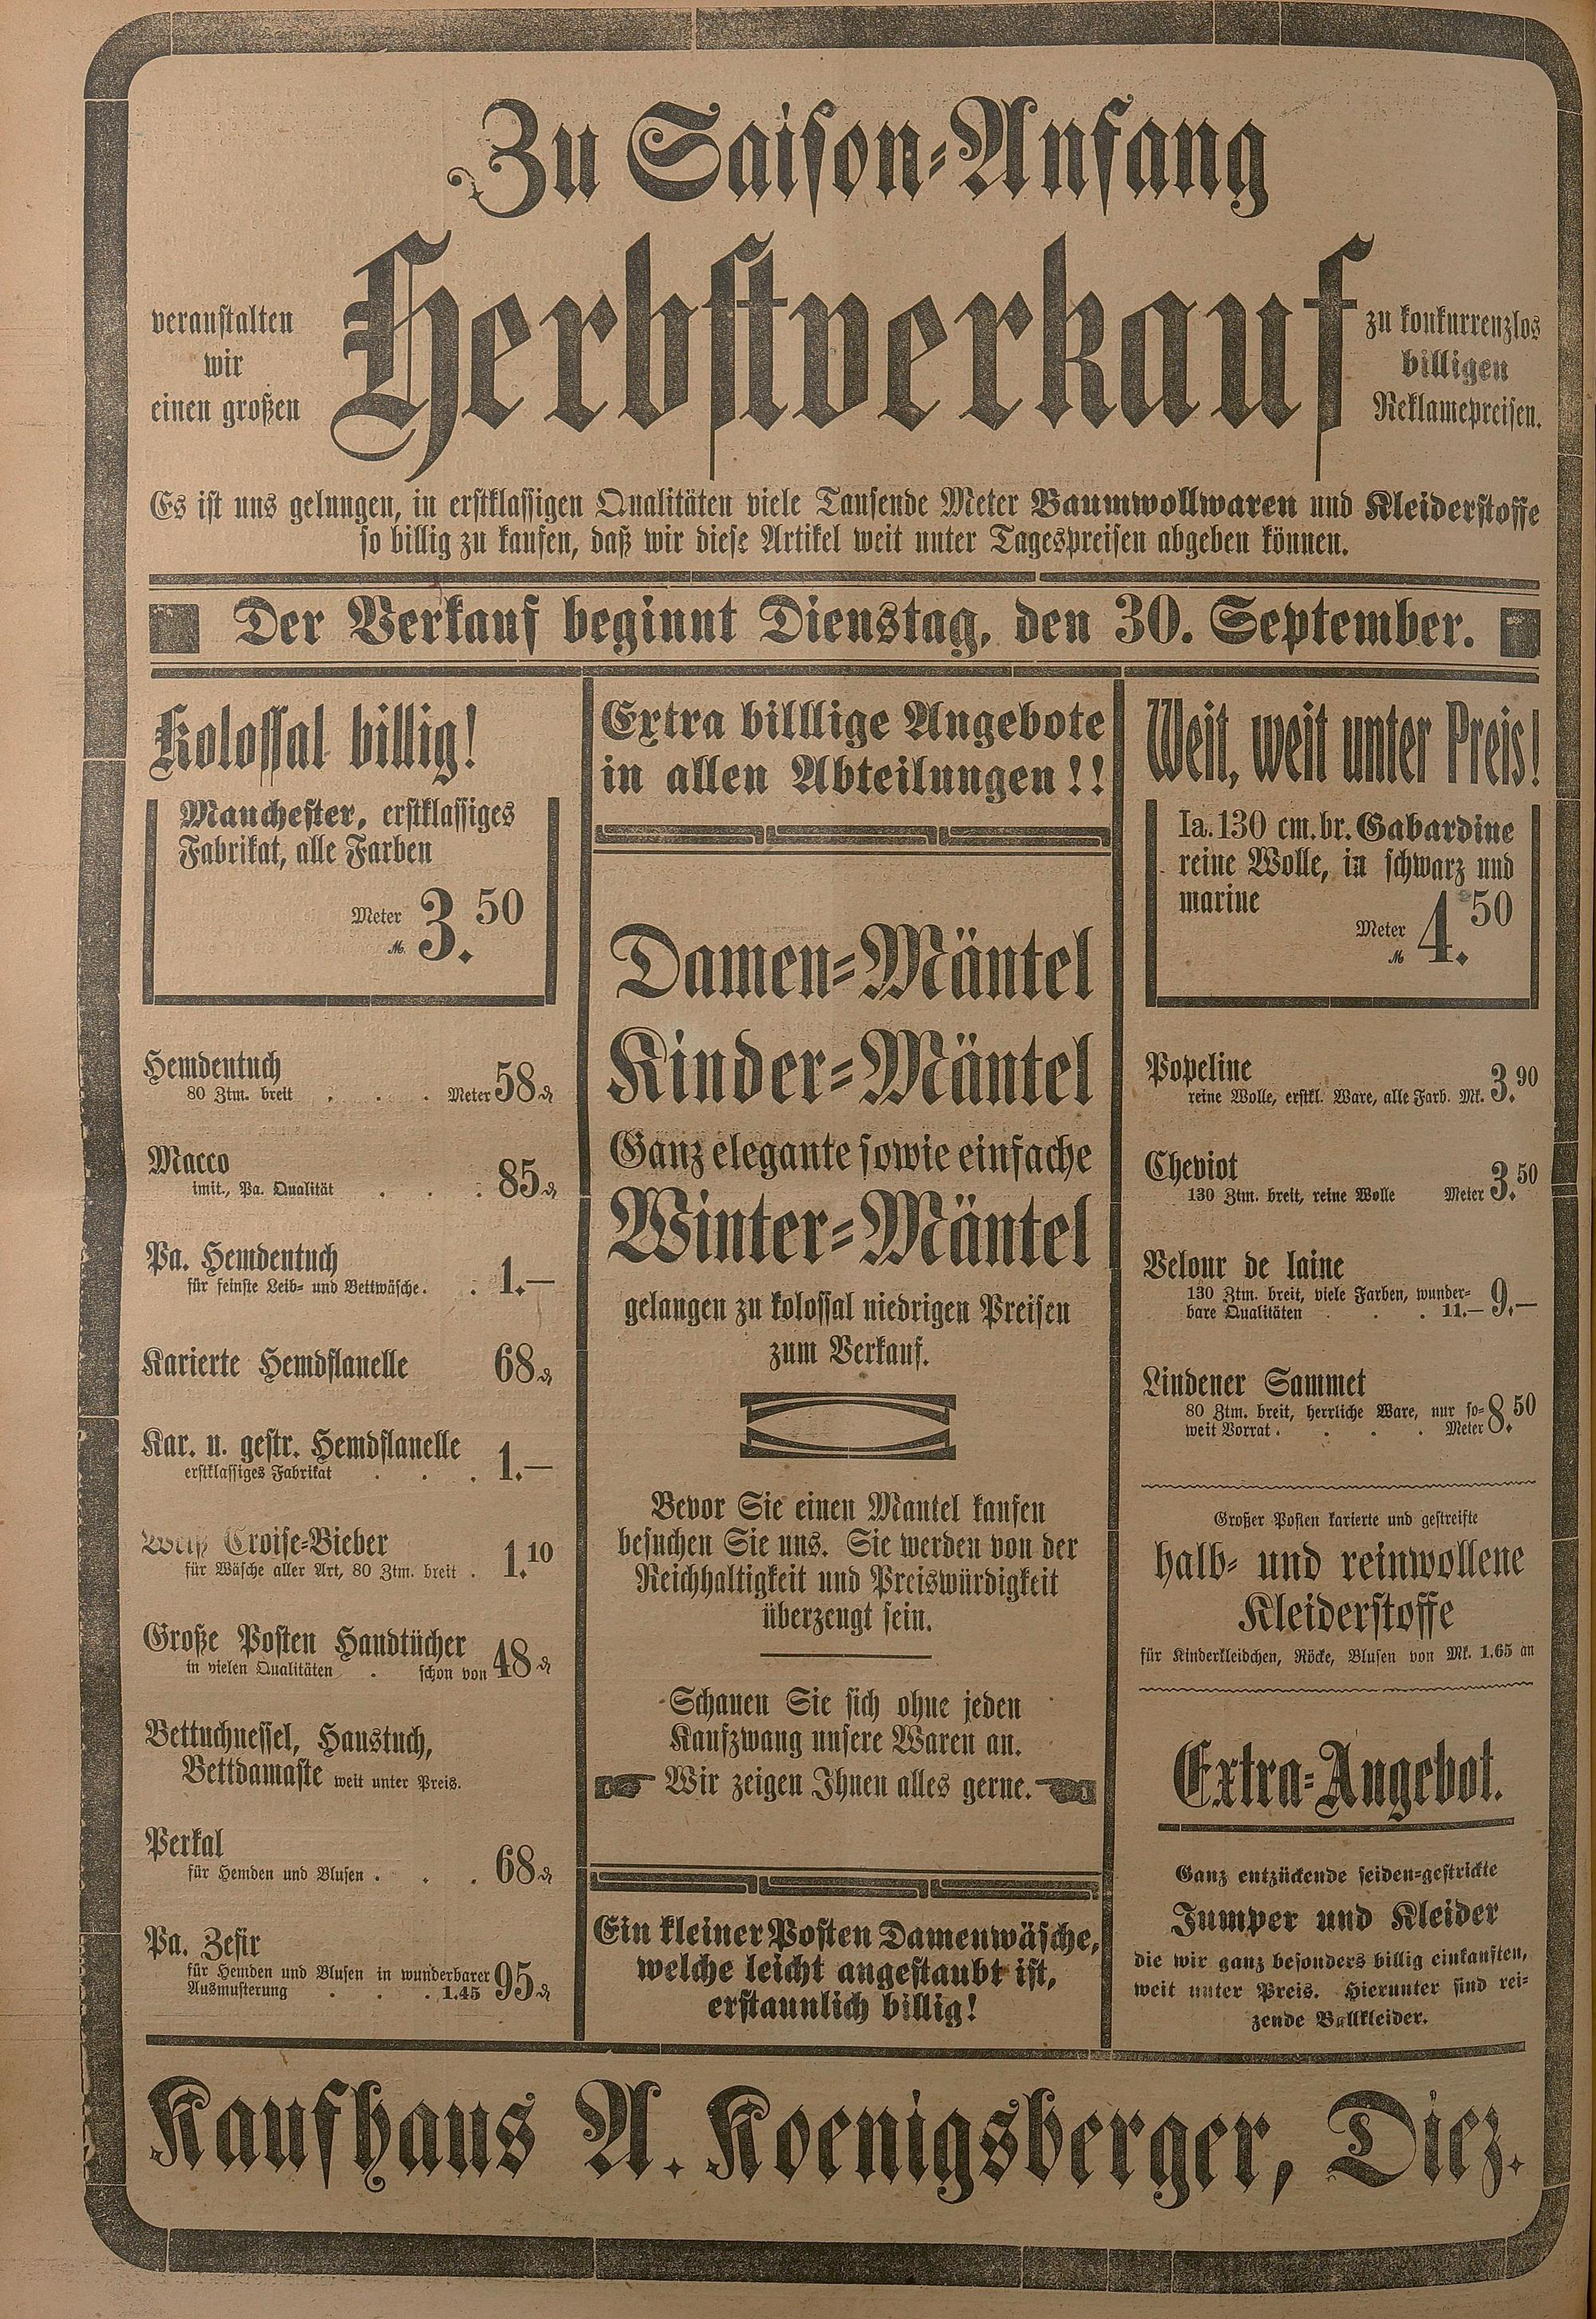 Zu Saison-Anfang
veranstalten
wir
einen großen
Herbstverkauf
zu konkurrenzlos
billigen
Reklamepreisen.
Es ist uns gelungen, in erstklassigen Qualitäten viele Tausende Meter Baumwollwaren und Kleiderstoffe
so billig zu kaufen, daß wir diese Artikel weit unter Tagespreisen abgeben können.
Der Verkauf beginnt Dienstag, den 30. September.
Kolossal billig!
Manchester, erstklassiges
Fabrikat, alle Farben
Meter
M. 3.50
Hemdentuch
80 Ztm. breit . . . Meter 58 ₰
Macco
imit., Pa. Qualität . . . 85 ₰
Pa. Hemdentuch
für feinste Leib- und Bettwäsche. . 1.—
Karierte Hemdflanelle 68 ₰
Kar. u. gestr. Hemdflanelle
erstklassiges Fabrikat . . . 1.—
Weiß Croise-Bieber
für Wäsche aller Art, 80 Ztm. breit . 1.10
Große Posten Handtücher
in vielen Qualitäten . schon von 48 ₰
Bettuchnessel, Haustuch,
Bettdamaste weit unter Preis.
Perkal
für Hemden und Blusen . . . 68 ₰
Pa. Zefir
für Hemden und Blusen in wunderbarer
Ausmusterung . . . 1.45 95 ₰
Extra billlige Angebote
in allen Abteilungen!!
Damen-Mäntel
Kinder-Mäntel
Ganz elegante sowie einfache
Winter-Mäntel
gelangen zu kolossal niedrigen Preisen
zum Verkauf.
Bevor Sie einen Mantel kaufen
besuchen Sie uns. Sie werden von der
Reichhaltigkeit und Preiswürdigkeit
überzeugt sein.
Schauen Sie sich ohne jeden
Kaufzwang unsere Waren an.
Wir zeigen Ihnen alles gerne.
Ein kleiner Posten Damenwäsche,
welche leicht angestaubt ist,
erstaunlich billig!
Weit, weit unter Preis!
Ia. 130 cm. br. Gabardine
reine Wolle, in schwarz und
marine
Meter
M 4.50
Popeline
reine Wolle, erstkl. Ware, alle Farb. Mk. 3.90
Cheviot
130 Ztm. breit, reine Wolle Meter 3.50
Velour de laine
130 Ztm. breit, viele Farben, wunder-
bare Qualitäten . . . 11.— 9.—
Lindener Sammet
80 Ztm. breit, herrliche Ware, nur so-
weit Vorrat . . . . Meter 8.50
Großer Posten karierte und gestreifte
halb- und reinwollene
Kleiderstoffe
für Kinderkleidchen, Röcke, Blusen von Mk. 1.65 an
Extra-Angebot.
Ganz entzückende seiden-gestrickte
Jumper und Kleider
die wir ganz besonders billig einkauften,
weit unter Preis. Hierunter sind rei-
zende Ballkleider.
Kaufhaus A. Koenigsberger, Diez.